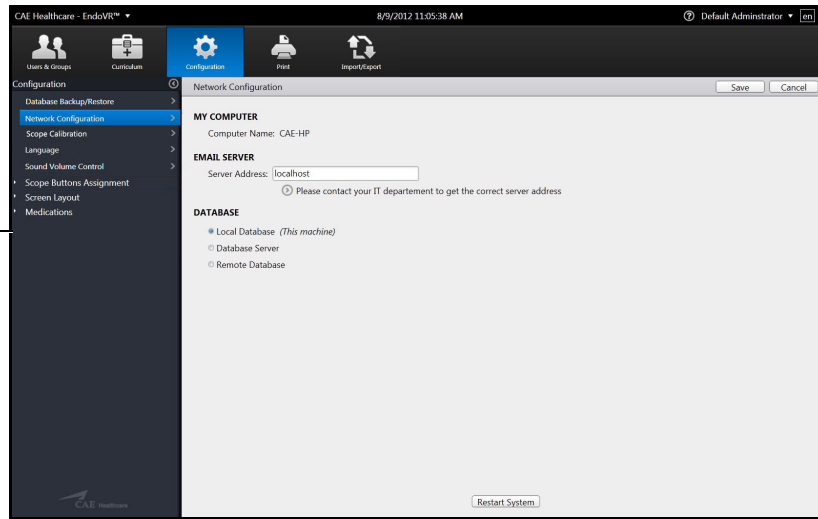 CAE Healthcare - EndoVR™
8/9/2012 11:05:38 AM
Default Adminstrator
en
Users & Groups
Curriculum
Configuration
Print
Import/Export
Configuration
Database Backup/Restore
Network Configuration
Scope Calibration
Language
Sound Volume Control
Scope Buttons Assignment
Screen Layout
Medications
CAE Healthcare
Network Configuration
Save
Cancel
MY COMPUTER
Computer Name: CAE-HP
EMAIL SERVER
Server Address: localhost
Please contact your IT departement to get the correct server address
DATABASE
Local Database (This machine)
Database Server
Remote Database
Restart System